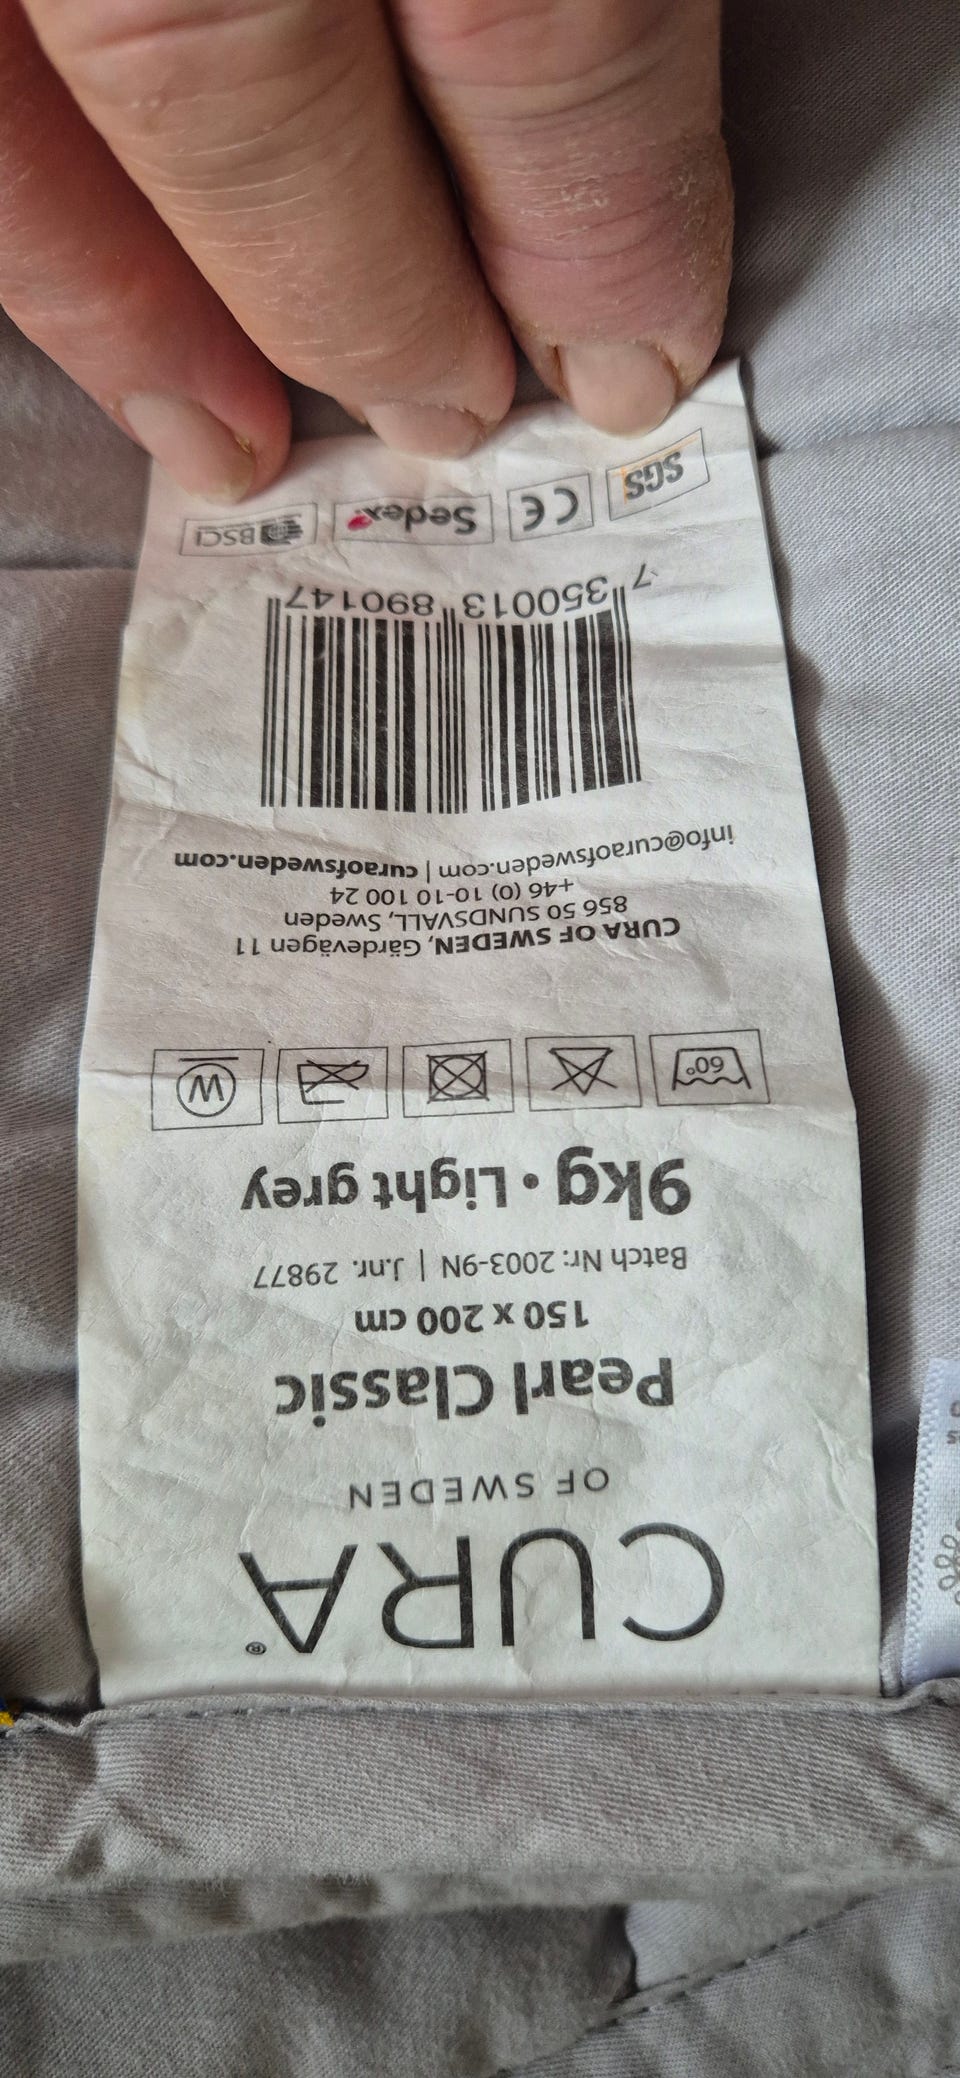 CURA®
OF SWEDEN
Pearl Classic
150 x 200 cm
Batch Nr: 2003-9N | J.nr. 29877
9kg • Light grey
60°
W
CURA OF SWEDEN, Gärdevägen 11
856 50 SUNDSVALL, Sweden
+46 (0) 10-10 100 24
info@curaofsweden.com | curaofsweden.com
7 350013 890147
SGS CE Sedex BSCI